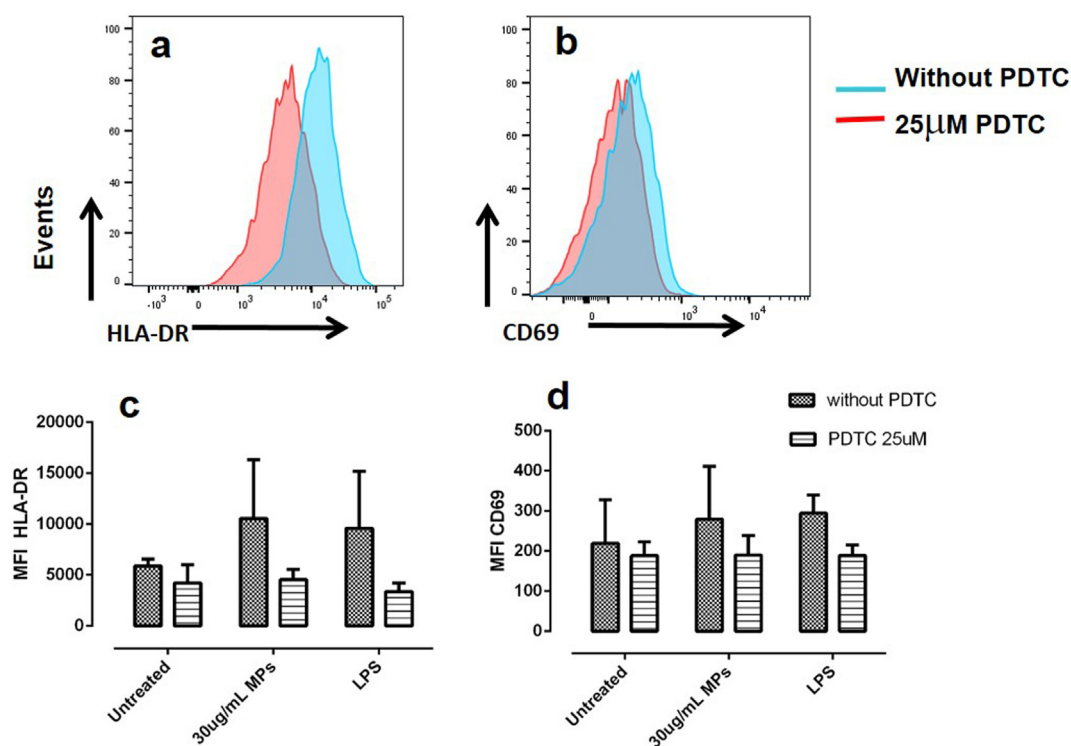 a
b
Without PDTC
25μM PDTC
Events
100
80
60
40
20
0
-10³ 0 10³ 10⁴ 10⁵
HLA-DR
100
80
60
40
20
0
0 10³ 10⁴
CD69
c
MFI HLA-DR
20000
15000
10000
5000
0
Untreated
30ug/mL MPs
LPS
d
without PDTC
PDTC 25uM
MFI CD69
500
400
300
200
100
0
Untreated
30ug/mL MPs
LPS